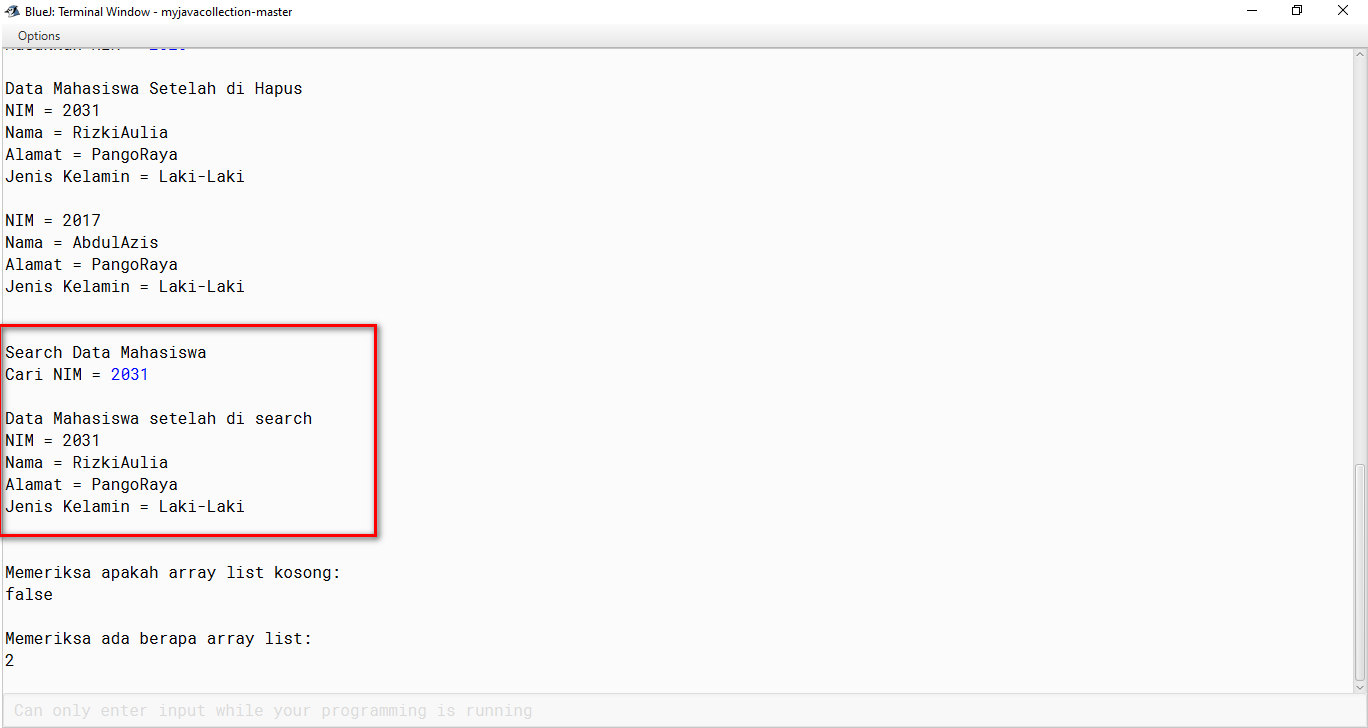 BlueJ: Terminal Window - myjavacollection-master
Options
Data Mahasiswa Setelah di Hapus
NIM = 2031
Nama = RizkiAulia
Alamat = PangoRaya
Jenis Kelamin = Laki-Laki
NIM = 2017
Nama = AbdulAzis
Alamat = PangoRaya
Jenis Kelamin = Laki-Laki
Search Data Mahasiswa
Cari NIM = 2031
Data Mahasiswa setelah di search
NIM = 2031
Nama = RizkiAulia
Alamat = PangoRaya
Jenis Kelamin = Laki-Laki
Memeriksa apakah array list kosong:
false
Memeriksa ada berapa array list:
2
Can only enter input while your programming is running